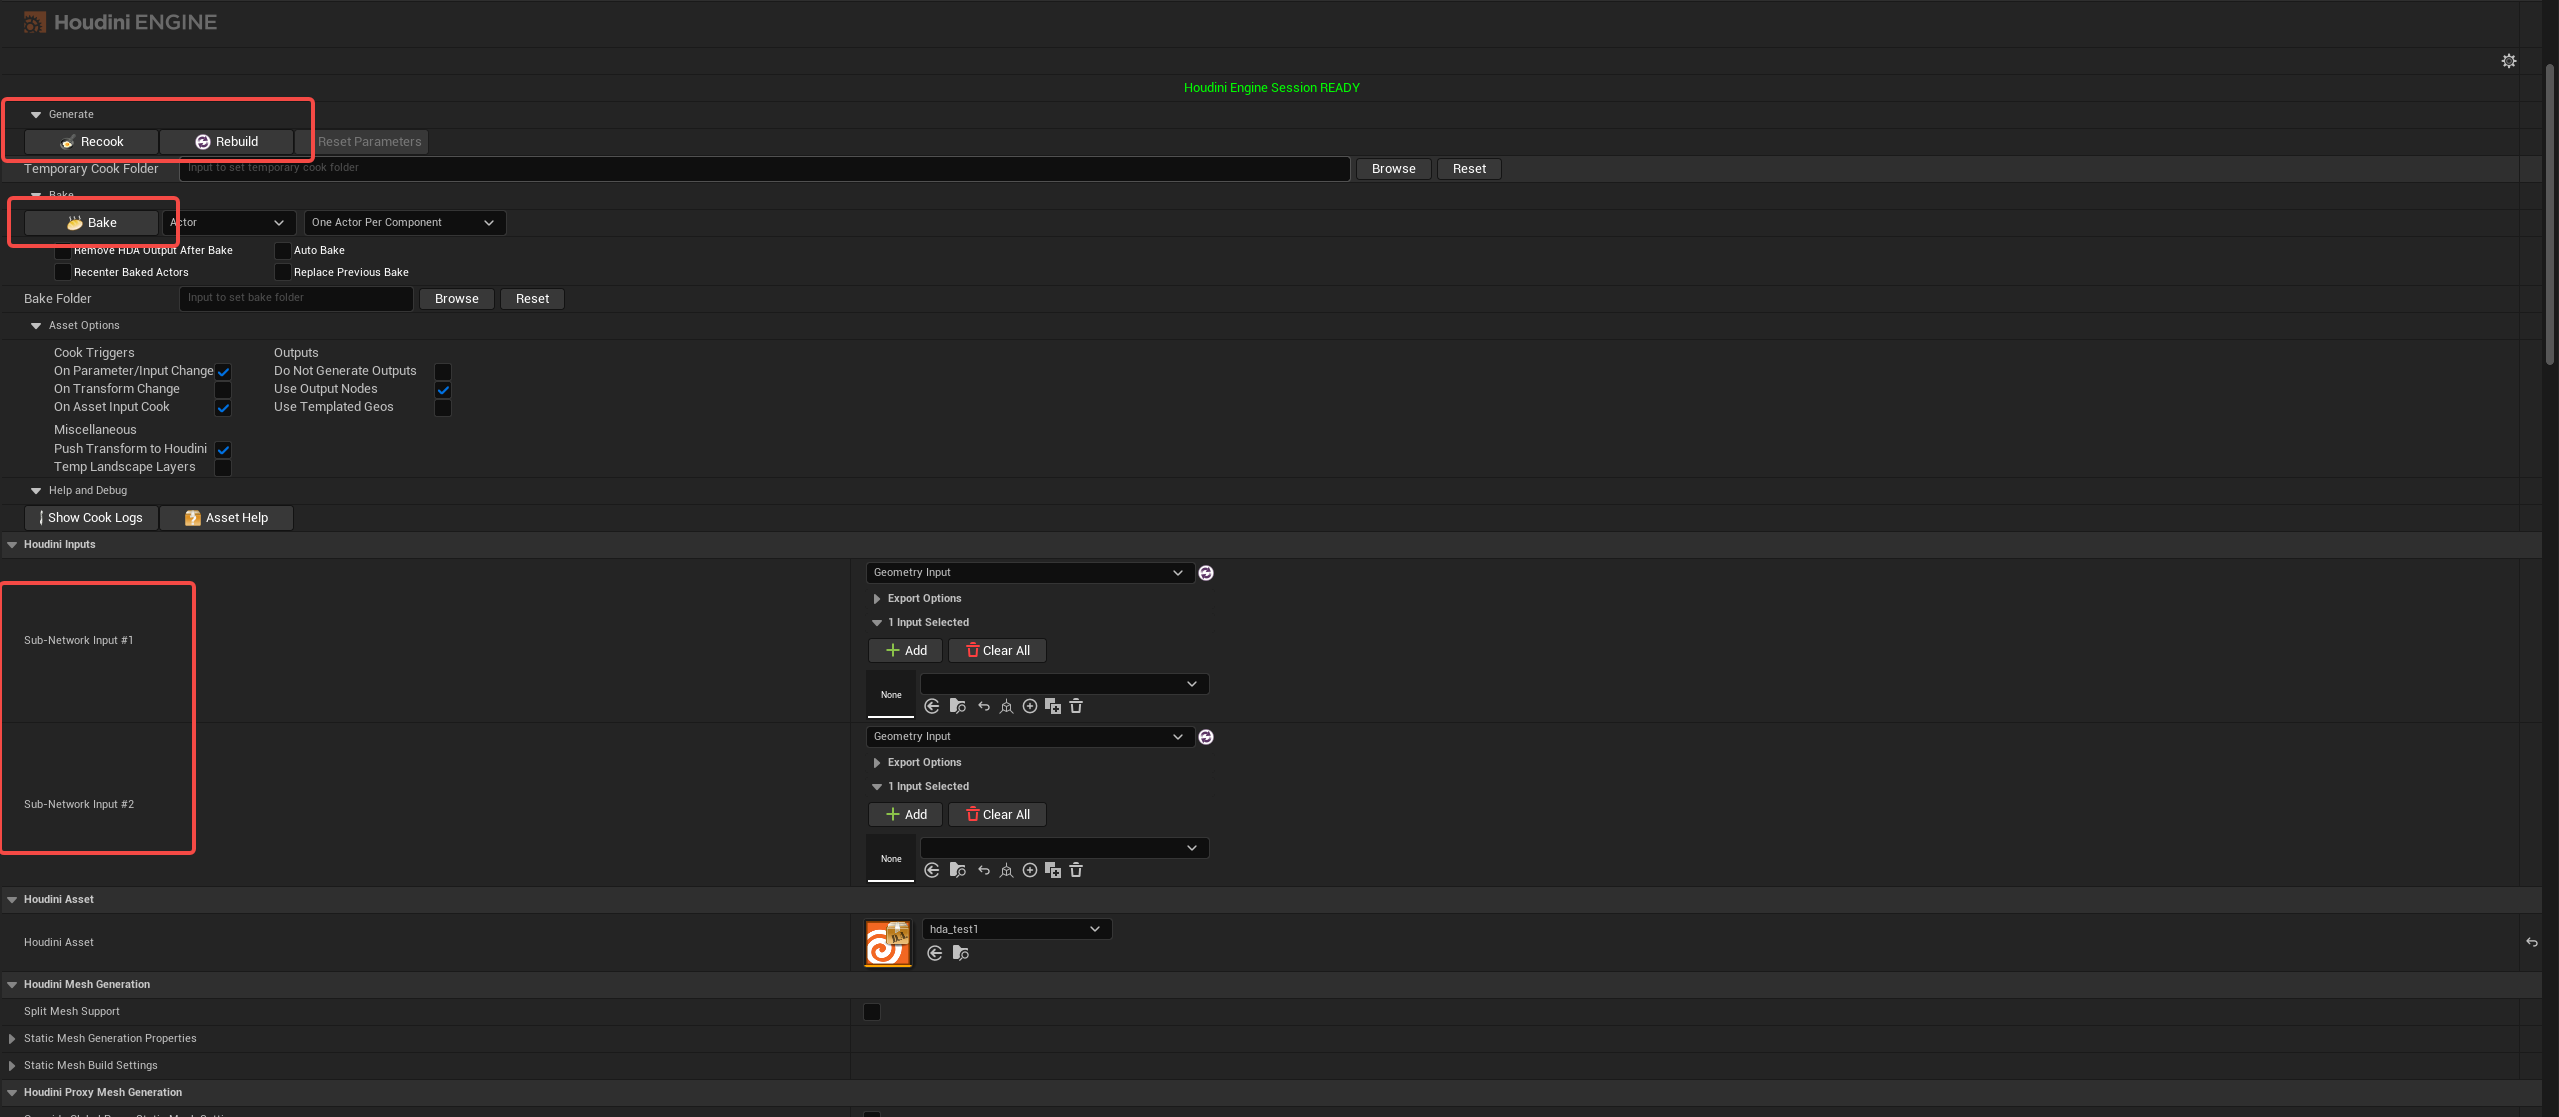 Houdini ENGINE
Houdini Engine Session READY
Generate
Recook Rebuild Reset Parameters
Temporary Cook Folder Input to set temporary cook folder Browse Reset
Bake
Bake Actor One Actor Per Component
Remove HDA Output After Bake Auto Bake
Recenter Baked Actors Replace Previous Bake
Bake Folder Input to set bake folder Browse Reset
Asset Options
Cook Triggers Outputs
On Parameter/Input Change Do Not Generate Outputs
On Transform Change Use Output Nodes
On Asset Input Cook Use Templated Geos
Miscellaneous
Push Transform to Houdini
Temp Landscape Layers
Help and Debug
Show Cook Logs Asset Help
Houdini Inputs
Geometry Input
Export Options
1 Input Selected
Sub-Network Input #1
Add Clear All
None
Geometry Input
Export Options
1 Input Selected
Sub-Network Input #2
Add Clear All
None
Houdini Asset
Houdini Asset hda_test1
Houdini Mesh Generation
Split Mesh Support
Static Mesh Generation Properties
Static Mesh Build Settings
Houdini Proxy Mesh Generation